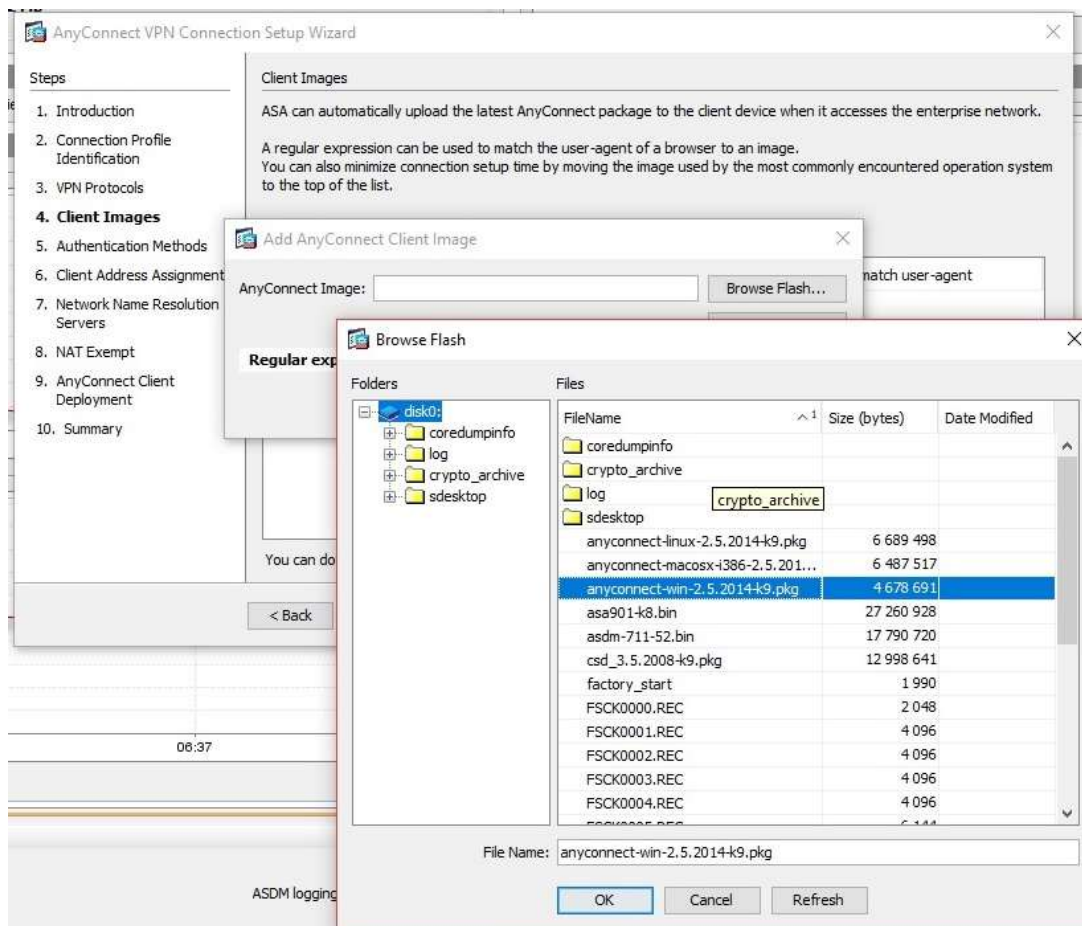 AnyConnect VPN Connection Setup Wizard
Steps
1. Introduction
2. Connection Profile
Identification
3. VPN Protocols
4. Client Images
5. Authentication Methods
6. Client Address Assignment
7. Network Name Resolution
Servers
8. NAT Exempt
9. AnyConnect Client
Deployment
10. Summary
Client Images
ASA can automatically upload the latest AnyConnect package to the client device when it accesses the enterprise network.
A regular expression can be used to match the user-agent of a browser to an image.
You can also minimize connection setup time by moving the image used by the most commonly encountered operation system
to the top of the list.
match user-agent
You can do
< Back
Add AnyConnect Client Image
AnyConnect Image:
Browse Flash...
Regular exp
Browse Flash
Folders
disk0:
coredumpinfo
log
crypto_archive
sdesktop
Files
FileName 1 Size (bytes) Date Modified
coredumpinfo
crypto_archive
log
crypto_archive
sdesktop
anyconnect-linux-2.5.2014-k9.pkg 6 689 498
anyconnect-macosx-i386-2.5.201... 6 487 517
anyconnect-win-2.5.2014-k9.pkg 4 678 691
asa901-k8.bin 27 260 928
asdm-711-52.bin 17 790 720
csd_3.5.2008-k9.pkg 12 998 641
factory_start 1 990
FSCK0000.REC 2 048
FSCK0001.REC 4 096
FSCK0002.REC 4 096
FSCK0003.REC 4 096
FSCK0004.REC 4 096
File Name: anyconnect-win-2.5.2014-k9.pkg
OK Cancel Refresh
06:37
ASDM logging